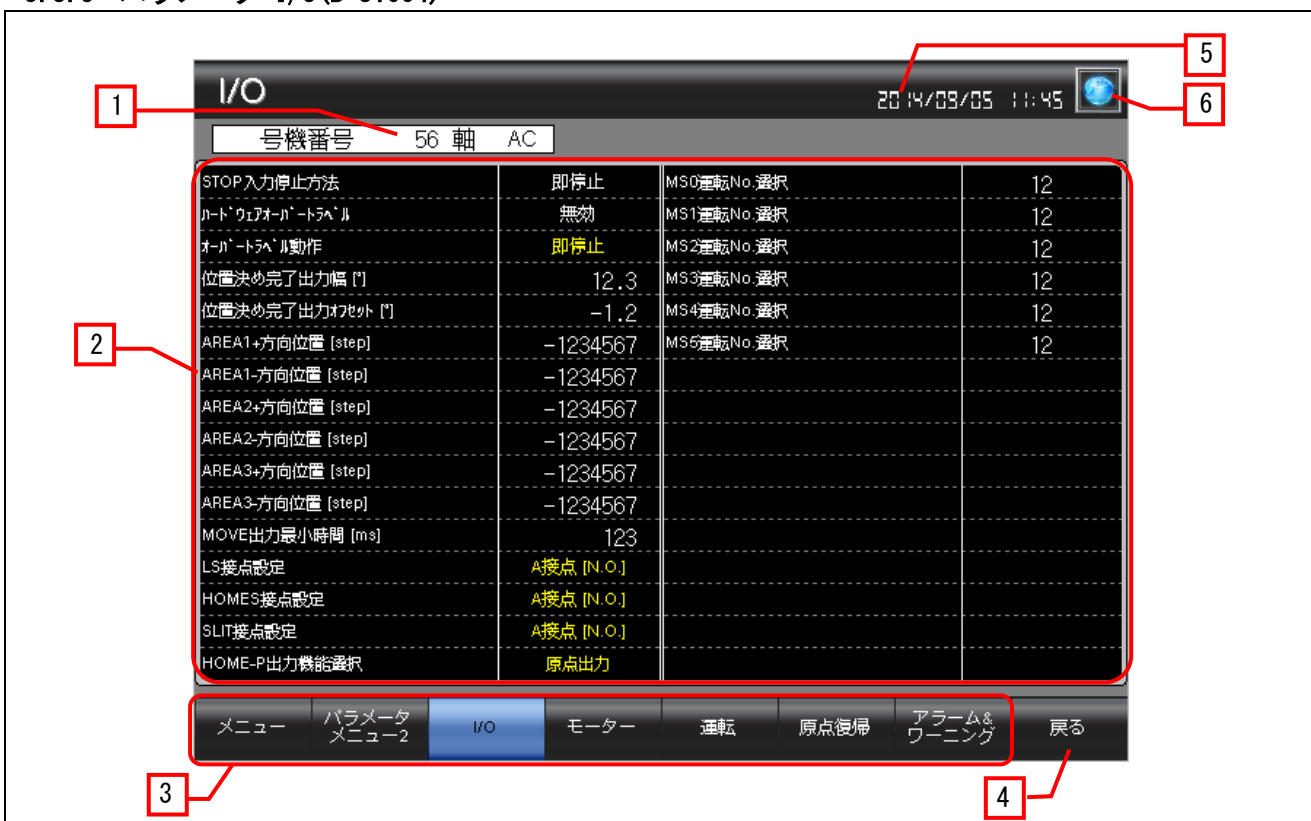 I/O
2014/09/05 11:45
号機番号 56 軸 AC
STOP入力停止方法 即停止 MS0運転No.選択 12
ﾊｰﾄﾞｳｪｱｵｰﾊﾞｰﾄﾗﾍﾞﾙ 無効 MS1運転No.選択 12
ｵｰﾊﾞｰﾄﾗﾍﾞﾙ動作 即停止 MS2運転No.選択 12
位置決め完了出力幅 [°] 12.3 MS3運転No.選択 12
位置決め完了出力ｵﾌｾｯﾄ [°] -1.2 MS4運転No.選択 12
AREA1+方向位置 [step] -1234567 MS5運転No.選択 12
AREA1-方向位置 [step] -1234567
AREA2+方向位置 [step] -1234567
AREA2-方向位置 [step] -1234567
AREA3+方向位置 [step] -1234567
AREA3-方向位置 [step] -1234567
MOVE出力最小時間 [ms] 123
LS接点設定 A接点 [N.O.]
HOMES接点設定 A接点 [N.O.]
SLIT接点設定 A接点 [N.O.]
HOME-P出力機能選択 原点出力
メニュー パラメータ メニュー2 I/O モーター 運転 原点復帰 アラーム& ワーニング 戻る
1
2
3
4
5
6